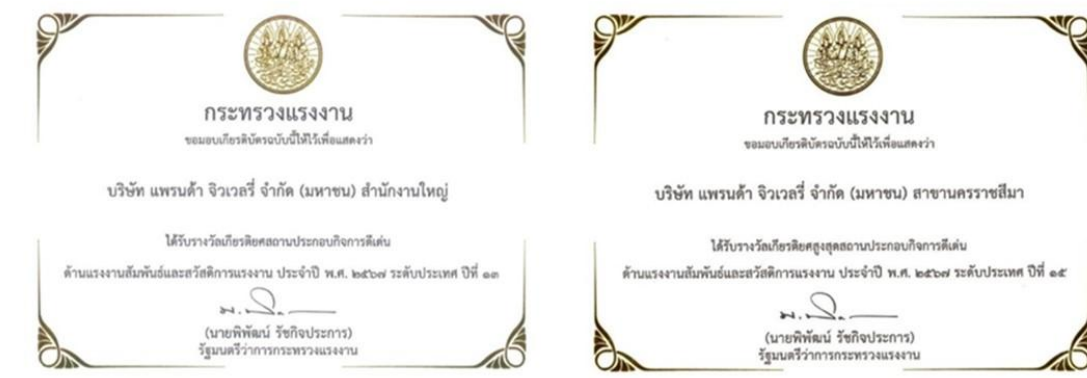 กระทรวงแรงงาน
ขอมอบเกียรติบัตรฉบับนี้ให้ไว้เพื่อแสดงว่า
บริษัท แพรนด้า จิวเวลรี่ จำกัด (มหาชน) สำนักงานใหญ่
ได้รับรางวัลเกียรติยศสถานประกอบกิจการดีเด่น
ด้านแรงงานสัมพันธ์และสวัสดิการแรงงาน ประจำปี พ.ศ. ๒๕๖๗ ระดับประเทศ ปีที่ ๑๓
(นายพิพัฒน์ รัชกิจประการ)
รัฐมนตรีว่าการกระทรวงแรงงาน
กระทรวงแรงงาน
ขอมอบเกียรติบัตรฉบับนี้ให้ไว้เพื่อแสดงว่า
บริษัท แพรนด้า จิวเวลรี่ จำกัด (มหาชน) สาขานครราชสีมา
ได้รับรางวัลเกียรติยศสูงสุดสถานประกอบกิจการดีเด่น
ด้านแรงงานสัมพันธ์และสวัสดิการแรงงาน ประจำปี พ.ศ. ๒๕๖๗ ระดับประเทศ ปีที่ ๑๕
(นายพิพัฒน์ รัชกิจประการ)
รัฐมนตรีว่าการกระทรวงแรงงาน